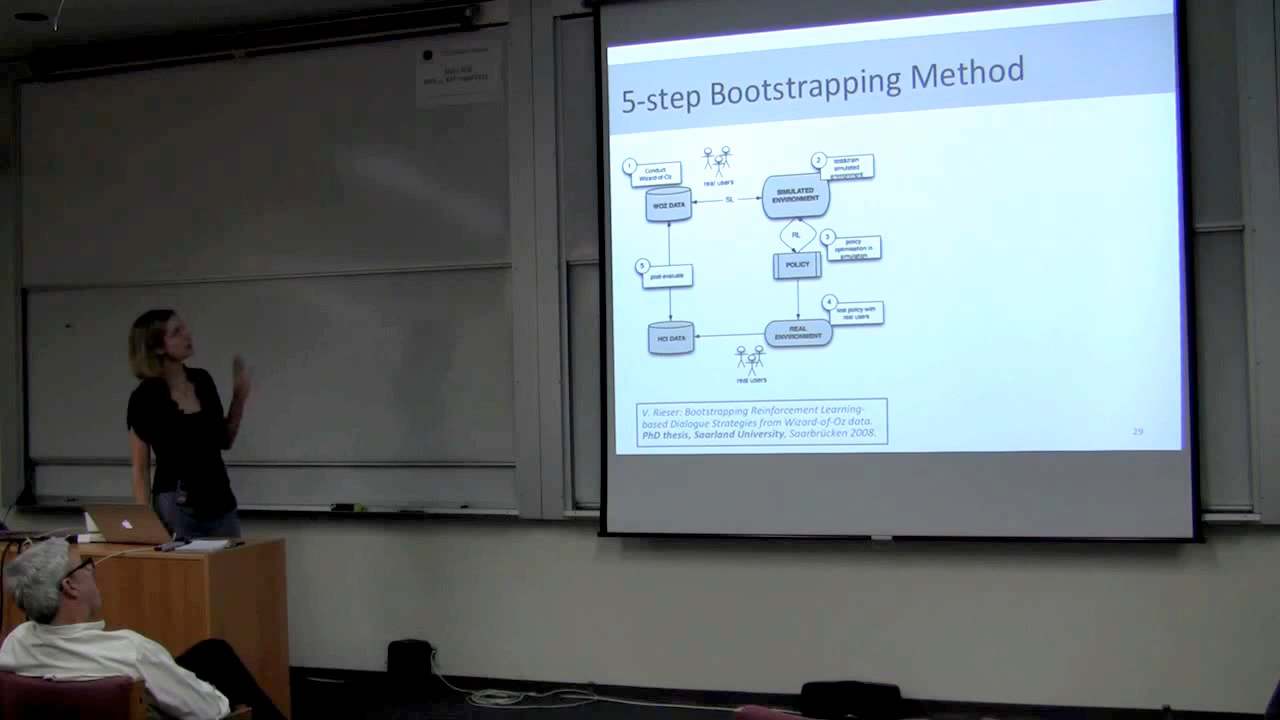 5-step Bootstrapping Method
1
Conduct
Wizard-of-Oz
real users
2
simulated
environment
WOZ DATA
SL
SIMULATED
ENVIRONMENT
RL
3
policy
optimisation in
simulation
POLICY
5
post-evaluate
4
test policy with
real users
HCI DATA
REAL
ENVIRONMENT
real users
V. Rieser: Bootstrapping Reinforcement Learning-
based Dialogue Strategies from Wizard-of-Oz data.
PhD thesis, Saarland University, Saarbrücken 2008.
29